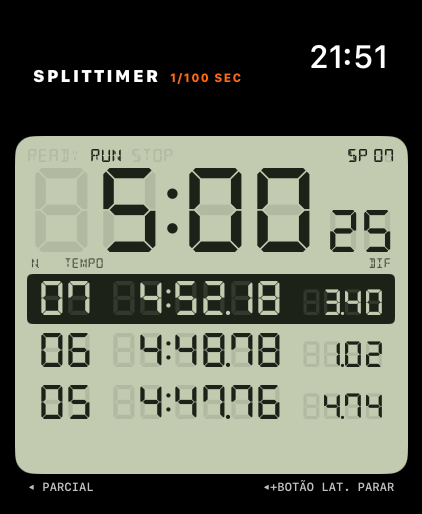 21:51
SPLITTIMER 1/100 SEC
READY RUN STOP SP 07
5:00 25
N. TEMPO DIF
07 4:52.18 3.40
06 4:48.78 1.02
05 4:47.76 4.74
◂ PARCIAL ◂+BOTÃO LAT. PARAR